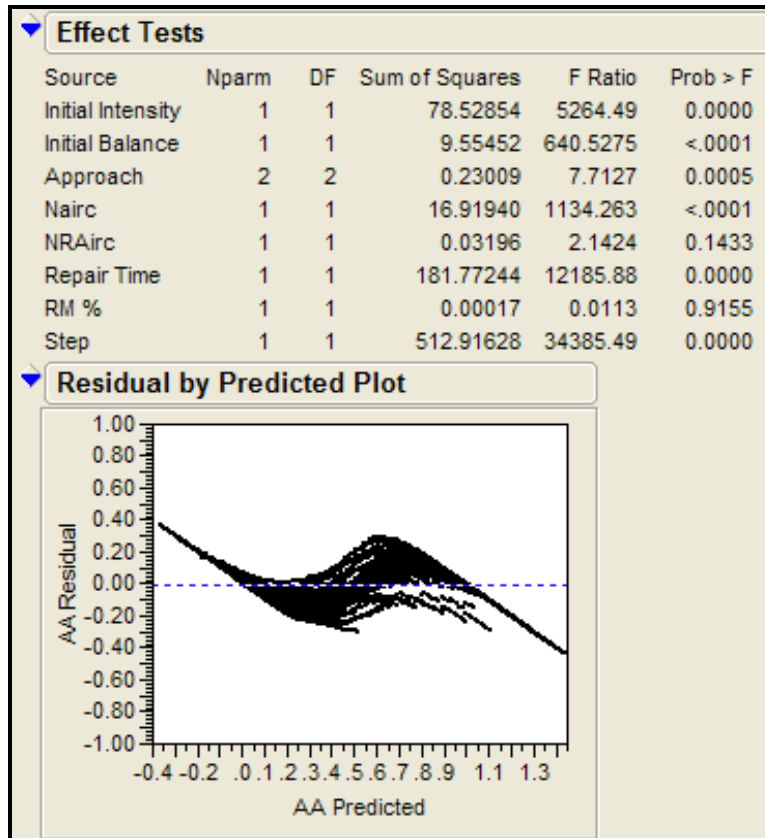 Effect Tests
Source Nparm DF Sum of Squares F Ratio Prob > F
Initial Intensity 1 1 78.52854 5264.49 0.0000
Initial Balance 1 1 9.55452 640.5275 <.0001
Approach 2 2 0.23009 7.7127 0.0005
Nairc 1 1 16.91940 1134.263 <.0001
NRAirc 1 1 0.03196 2.1424 0.1433
Repair Time 1 1 181.77244 12185.88 0.0000
RM % 1 1 0.00017 0.0113 0.9155
Step 1 1 512.91628 34385.49 0.0000
Residual by Predicted Plot
1.00
0.80
0.60
0.40
0.20
0.00
-0.20
-0.40
-0.60
-0.80
-1.00
AA Residual
-0.4 -0.2 .0 .1 .2 .3 .4 .5 .6 .7 .8 .9 1.1 1.3
AA Predicted